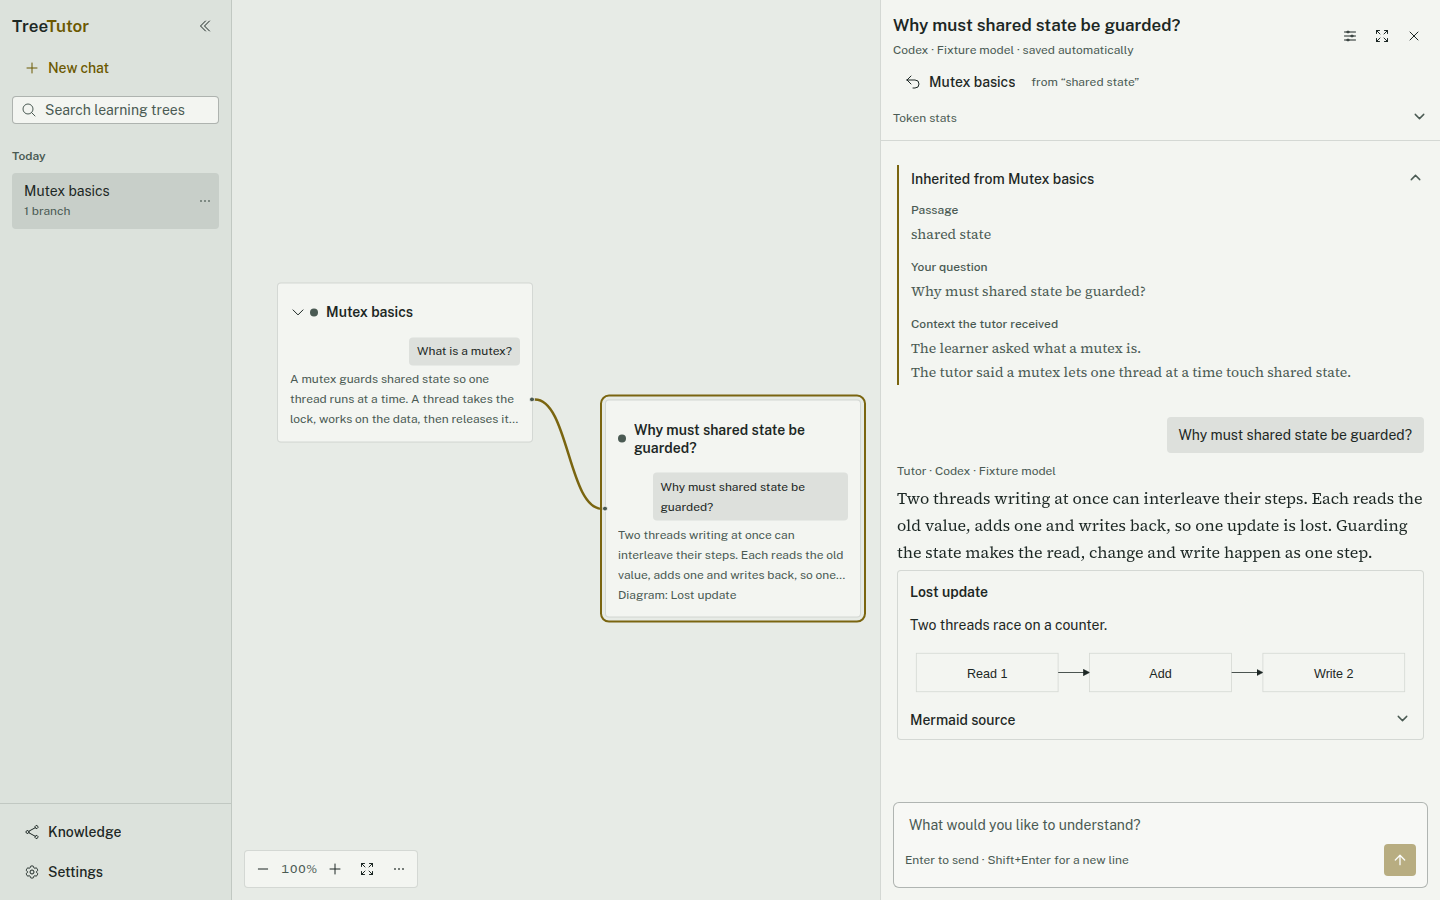 TreeTutor
New chat
Search learning trees
Today
Mutex basics
1 branch
Knowledge
Settings
Mutex basics
What is a mutex?
A mutex guards shared state so one
thread runs at a time. A thread takes the
lock, works on the data, then releases it...
Why must shared state be
guarded?
Why must shared state be
guarded?
Two threads writing at once can
interleave their steps. Each reads the old
value, adds one and writes back, so one...
Diagram: Lost update
100%
Why must shared state be guarded?
Codex · Fixture model · saved automatically
Mutex basics from “shared state”
Token stats
Inherited from Mutex basics
Passage
shared state
Your question
Why must shared state be guarded?
Context the tutor received
The learner asked what a mutex is.
The tutor said a mutex lets one thread at a time touch shared state.
Why must shared state be guarded?
Tutor · Codex · Fixture model
Two threads writing at once can interleave their steps. Each reads the
old value, adds one and writes back, so one update is lost. Guarding
the state makes the read, change and write happen as one step.
Lost update
Two threads race on a counter.
Read 1 Add Write 2
Mermaid source
What would you like to understand?
Enter to send · Shift+Enter for a new line